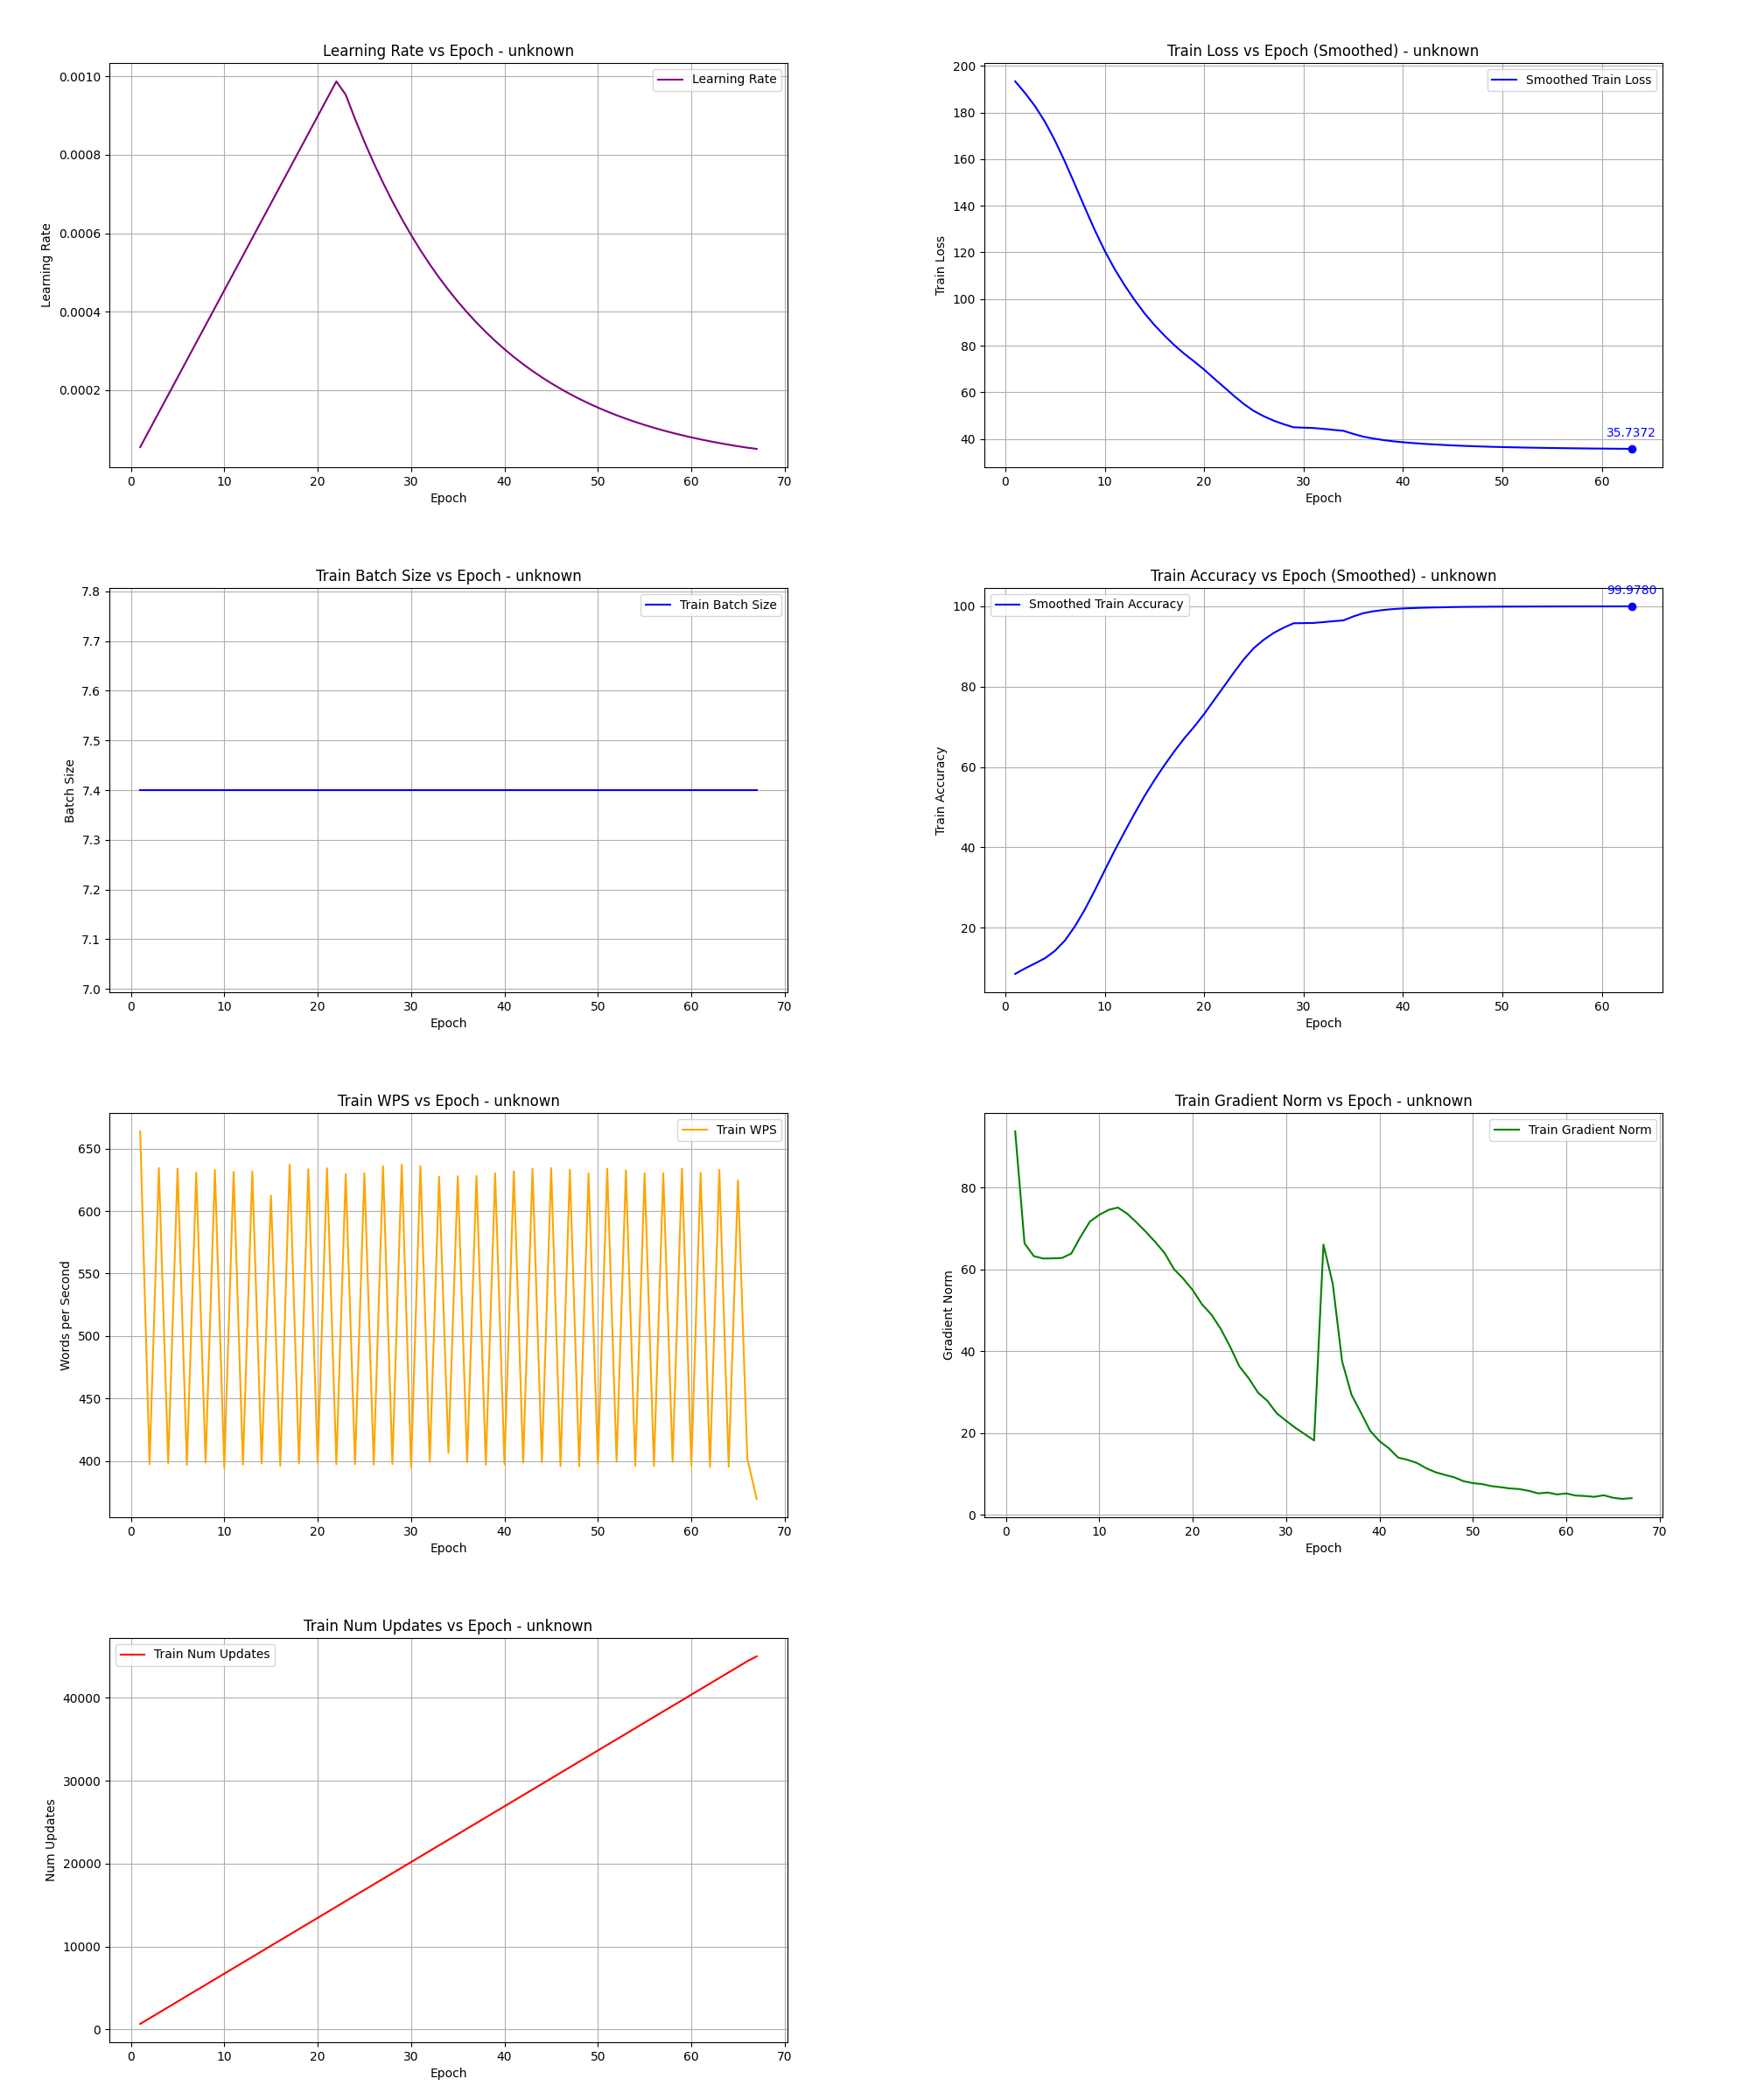 Learning Rate vs Epoch - unknown
Learning Rate
0.0010
0.0008
0.0006
0.0004
0.0002
Learning Rate
0 10 20 30 40 50 60 70
Epoch
Train Loss vs Epoch (Smoothed) - unknown
Smoothed Train Loss
200
180
160
140
120
100
80
60
40
Train Loss
35.7372
0 10 20 30 40 50 60
Epoch
Train Batch Size vs Epoch - unknown
Train Batch Size
7.8
7.7
7.6
7.5
7.4
7.3
7.2
7.1
7.0
Batch Size
0 10 20 30 40 50 60 70
Epoch
Train Accuracy vs Epoch (Smoothed) - unknown
99.9780
Smoothed Train Accuracy
100
80
60
40
20
Train Accuracy
0 10 20 30 40 50 60
Epoch
Train WPS vs Epoch - unknown
Train WPS
650
600
550
500
450
400
Words per Second
0 10 20 30 40 50 60 70
Epoch
Train Gradient Norm vs Epoch - unknown
Train Gradient Norm
80
60
40
20
0
Gradient Norm
0 10 20 30 40 50 60 70
Epoch
Train Num Updates vs Epoch - unknown
Train Num Updates
40000
30000
20000
10000
0
Num Updates
0 10 20 30 40 50 60 70
Epoch